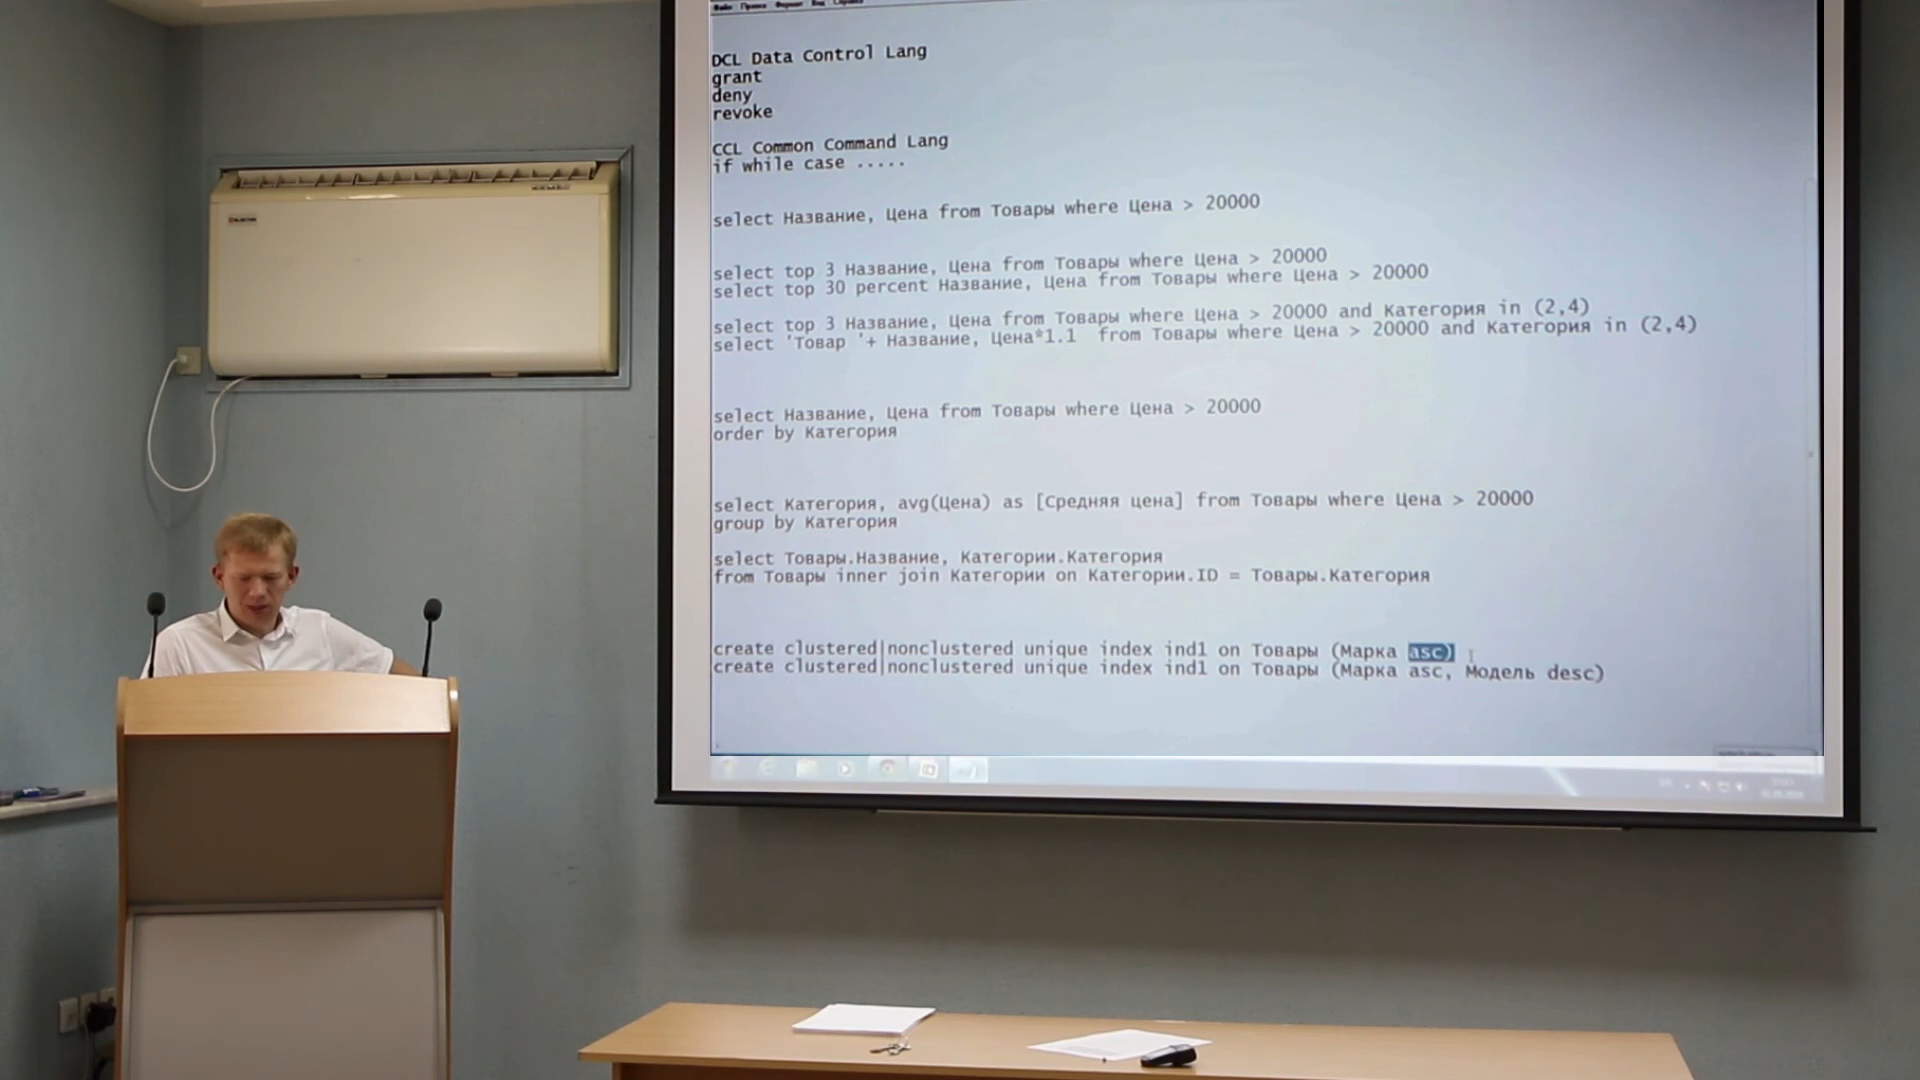 Файл Правка Формат Вид Справка
DCL Data Control Lang
grant
deny
revoke
CCL Common Command Lang
if while case .....
select Название, Цена from Товары where Цена > 20000
select top 3 Название, Цена from Товары where Цена > 20000
select top 30 percent Название, Цена from Товары where Цена > 20000
select top 3 Название, Цена from Товары where Цена > 20000 and Категория in (2,4)
select 'Товар '+ Название, Цена*1.1  from Товары where Цена > 20000 and Категория in (2,4)
select Название, Цена from Товары where Цена > 20000
order by Категория
select Категория, avg(Цена) as [Средняя цена] from Товары where Цена > 20000
group by Категория
select Товары.Название, Категории.Категория
from Товары inner join Категории on Категории.ID = Товары.Категория
create clustered|nonclustered unique index ind1 on Товары (Марка asc)
create clustered|nonclustered unique index ind1 on Товары (Марка asc, Модель desc)